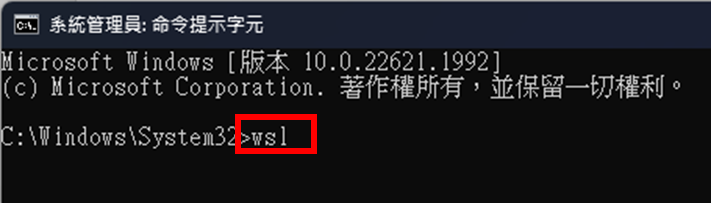 系統管理員: 命令提示字元
Microsoft Windows [版本 10.0.22621.1992]
(c) Microsoft Corporation. 著作權所有，並保留一切權利。
C:\Windows\System32>wsl